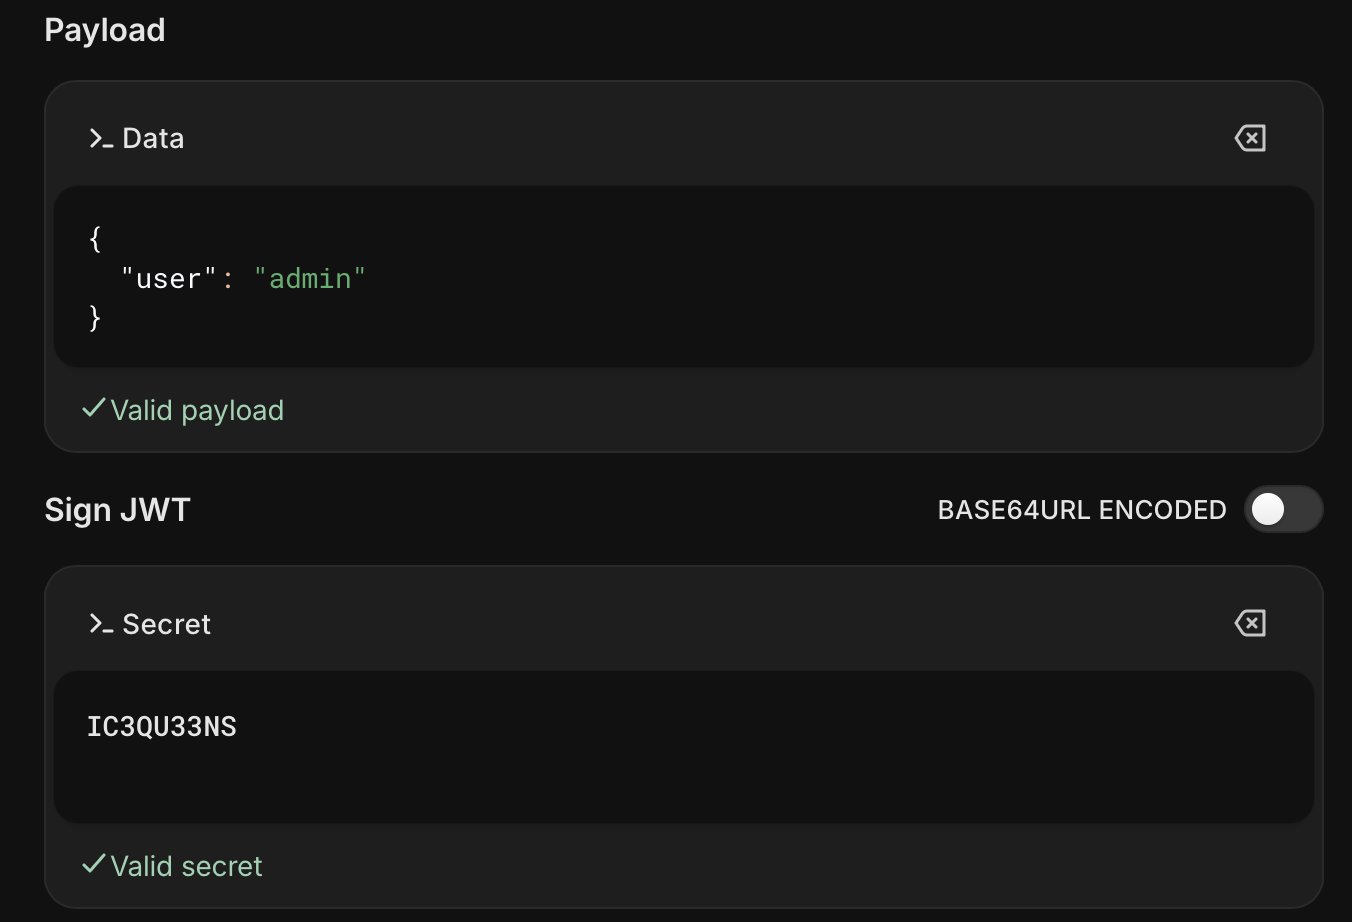 Payload
>_ Data
{
  "user": "admin"
}
✓ Valid payload
Sign JWT
BASE64URL ENCODED
>_ Secret
IC3QU33NS
✓ Valid secret